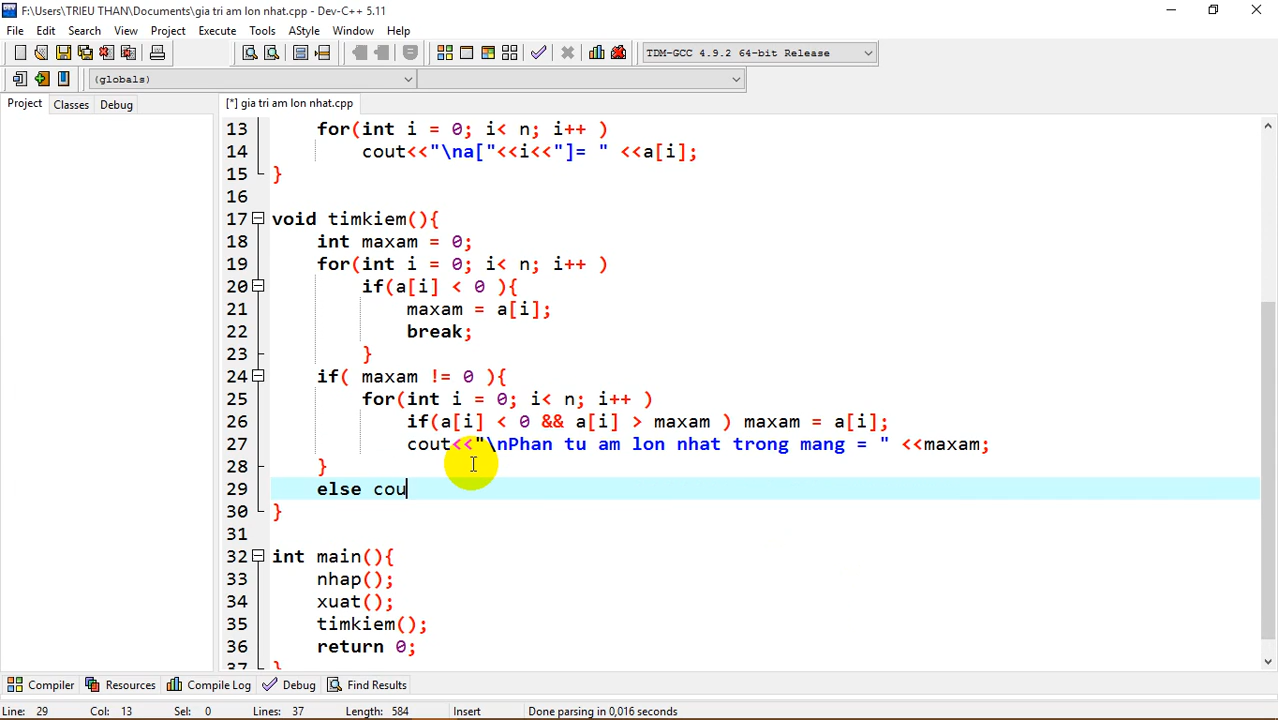 F:\Users\TRIEU THAN\Documents\gia tri am lon nhat.cpp - Dev-C++ 5.11
File Edit Search View Project Execute Tools AStyle Window Help
TDM-GCC 4.9.2 64-bit Release
(globals)
Project Classes Debug
[*] gia tri am lon nhat.cpp
13 for(int i = 0; i< n; i++ )
14 cout<<"\na["<<i<<"]= " <<a[i];
15 }
16
17 void timkiem(){
18 int maxam = 0;
19 for(int i = 0; i< n; i++ )
20 if(a[i] < 0 ){
21 maxam = a[i];
22 break;
23 }
24 if( maxam != 0 ){
25 for(int i = 0; i< n; i++ )
26 if(a[i] < 0 && a[i] > maxam ) maxam = a[i];
27 cout<<"\nPhan tu am lon nhat trong mang = " <<maxam;
28 }
29 else cou
30 }
31
32 int main(){
33 nhap();
34 xuat();
35 timkiem();
36 return 0;
37 }
Compiler Resources Compile Log Debug Find Results
Line: 29 Col: 13 Sel: 0 Lines: 37 Length: 584 Insert Done parsing in 0,016 seconds